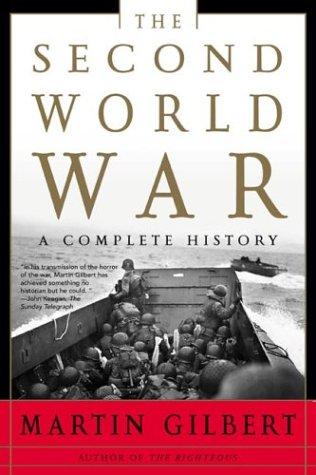 THE
SECOND
WORLD
WAR
A COMPLETE HISTORY
"in his transmission of the horror
of the war, Martin Gilbert has
achieved something no
historian but he could. "
—John Keegan, The
Sunday Telegraph
MARTIN GILBERT
AUTHOR OF THE RIGHTEOUS